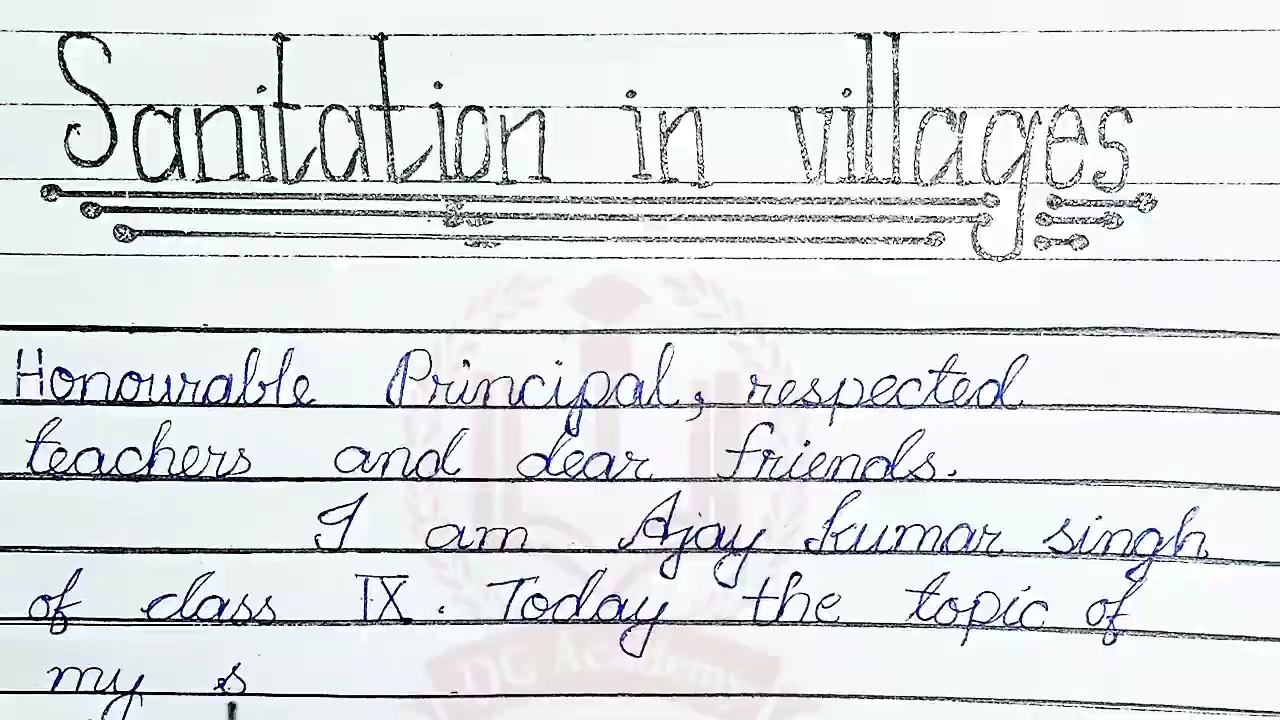 Sanitation in villages
Honourable Principal, respected
teachers and dear friends.
I am Ajay kumar singh
of class IX. Today the topic of
my s